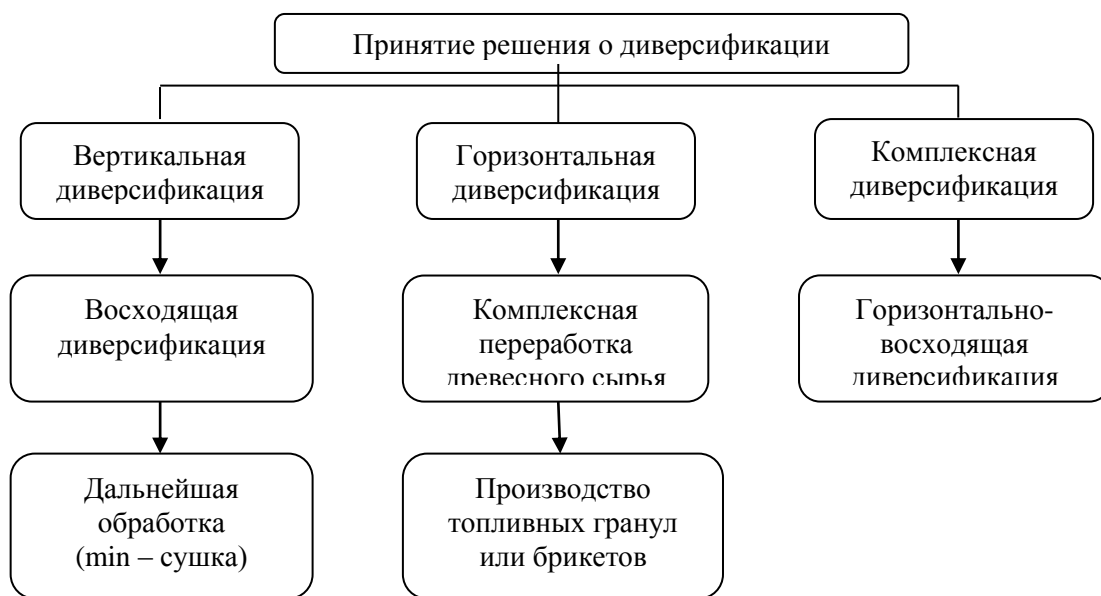 Принятие решения о диверсификации
Вертикальная
диверсификация
Горизонтальная
диверсификация
Комплексная
диверсификация
Восходящая
диверсификация
Комплексная
переработка
древесного сырья
Горизонтально-
восходящая
диверсификация
Дальнейшая
обработка
(min – сушка)
Производство
топливных гранул
или брикетов